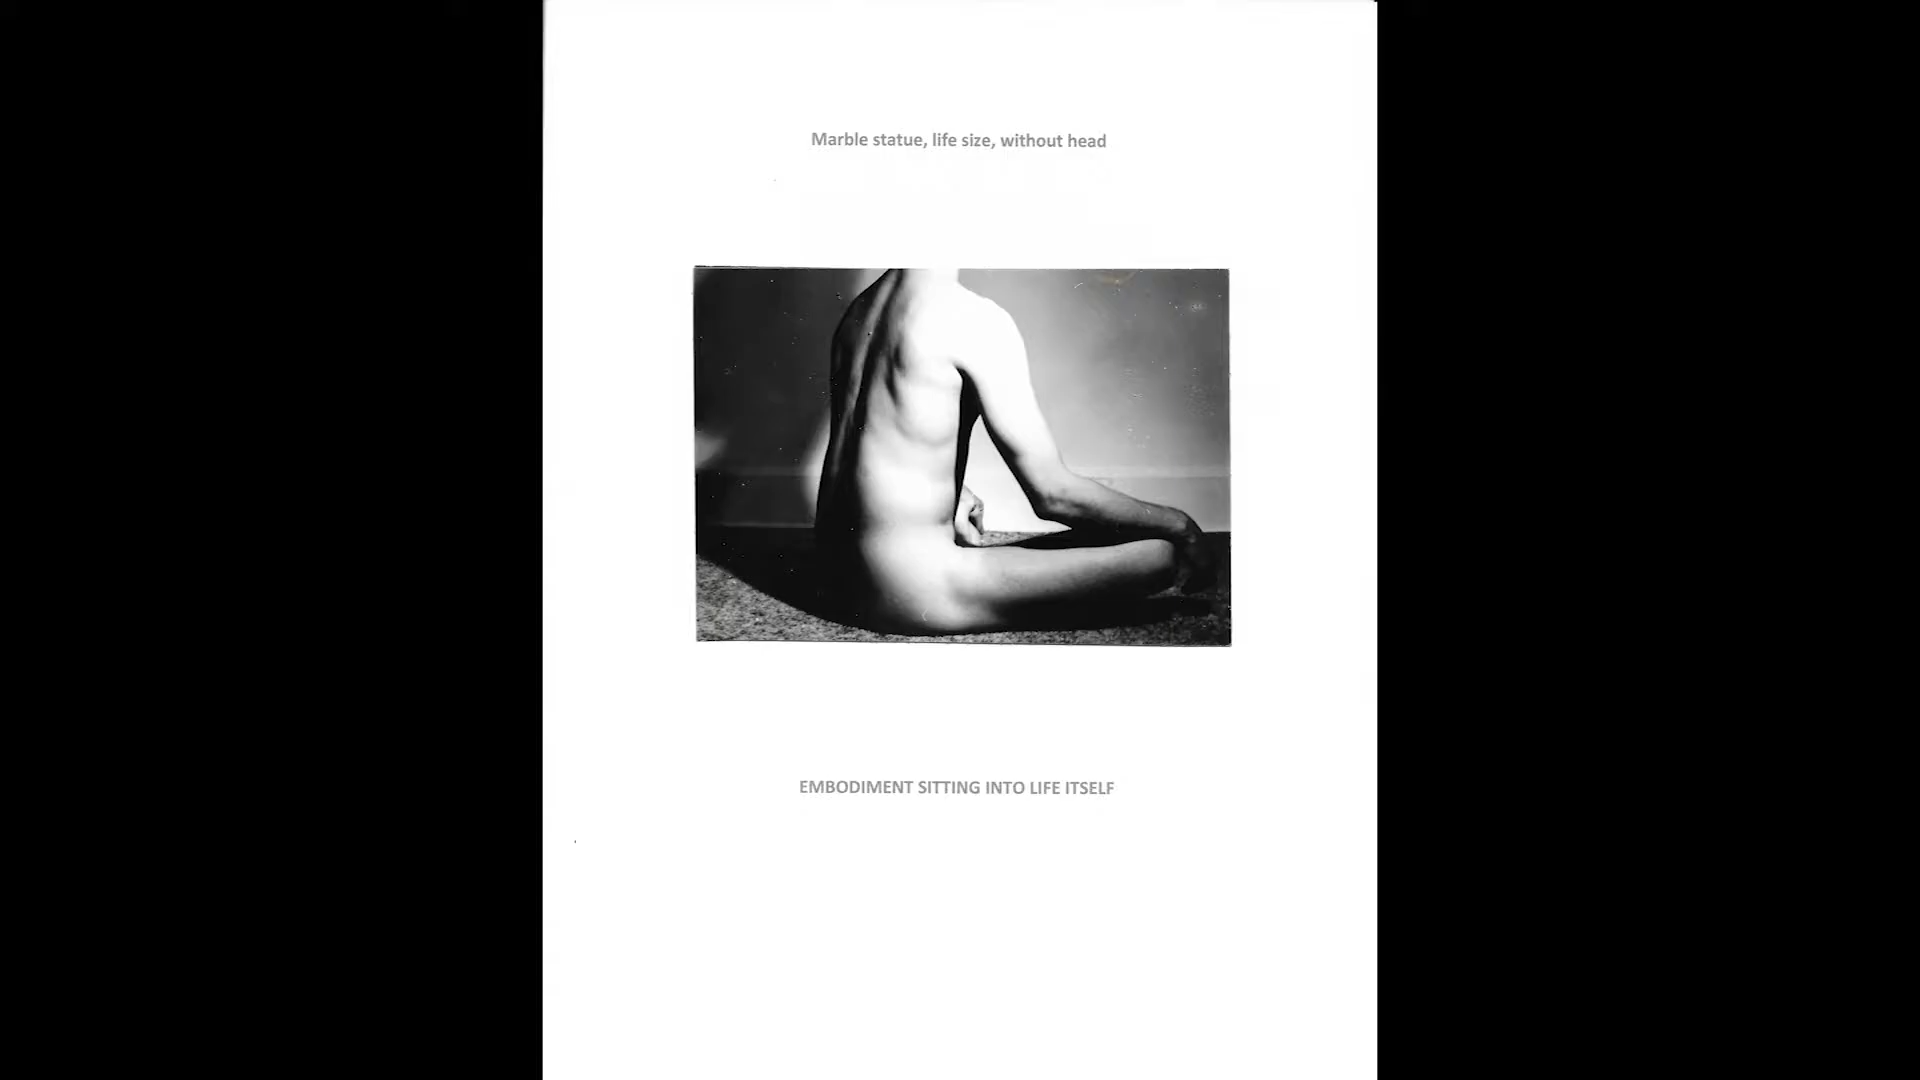 Marble statue, life size, without head
EMBODIMENT SITTING INTO LIFE ITSELF